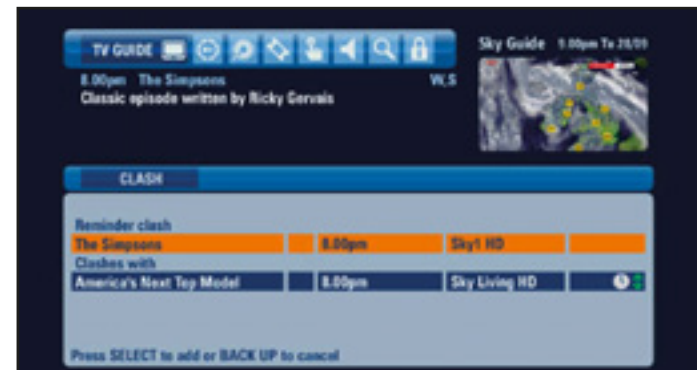 TV GUIDE
Sky Guide 1.00pm Tu 28/09
8.00pm The Simpsons W,S
Classic episode written by Ricky Gervais
CLASH
Reminder clash
The Simpsons 8.00pm Sky1 HD
Clashes with
America's Next Top Model 8.00pm Sky Living HD
Press SELECT to add or BACK UP to cancel